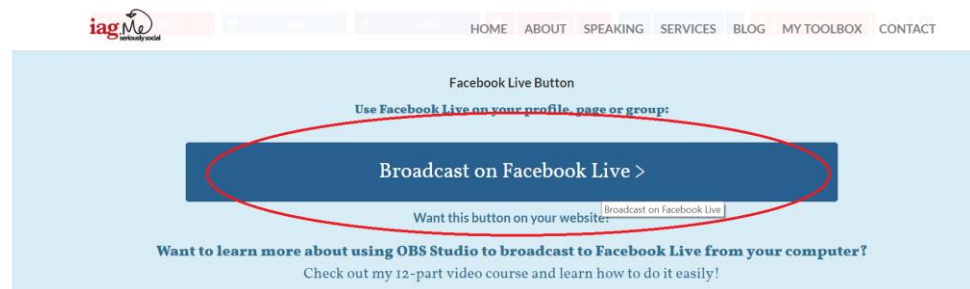 iag.Me
seriously social
HOME ABOUT SPEAKING SERVICES BLOG MY TOOLBOX CONTACT
Facebook Live Button
Use Facebook Live on your profile, page or group:
Broadcast on Facebook Live >
Broadcast on Facebook Live
Want this button on your website?
Want to learn more about using OBS Studio to broadcast to Facebook Live from your computer?
Check out my 12-part video course and learn how to do it easily!